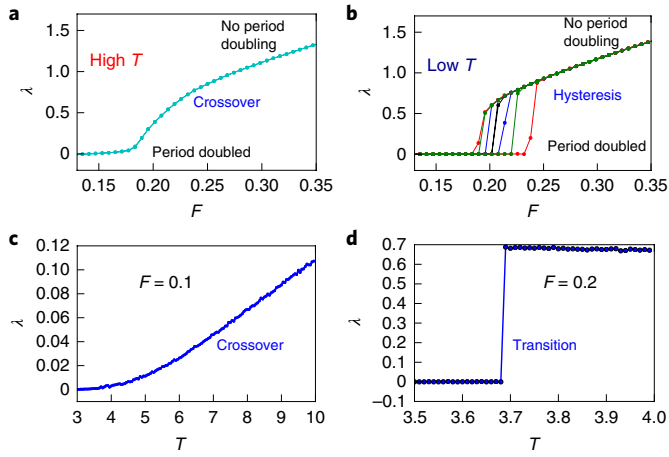 a
High T
No period
doubling
Crossover
Period doubled
λ
1.5
1.0
0.5
0
0.15
0.20
0.25
0.30
0.35
F
b
Low T
No period
doubling
Hysteresis
Period doubled
λ
1.5
1.0
0.5
0
0.15
0.20
0.25
0.30
0.35
F
c
F = 0.1
Crossover
λ
0.12
0.10
0.08
0.06
0.04
0.02
0
3
4
5
6
7
8
9
10
T
d
F = 0.2
Transition
λ
0.7
0.6
0.5
0.4
0.3
0.2
0.1
0
–0.1
3.5
3.6
3.7
3.8
3.9
4.0
T